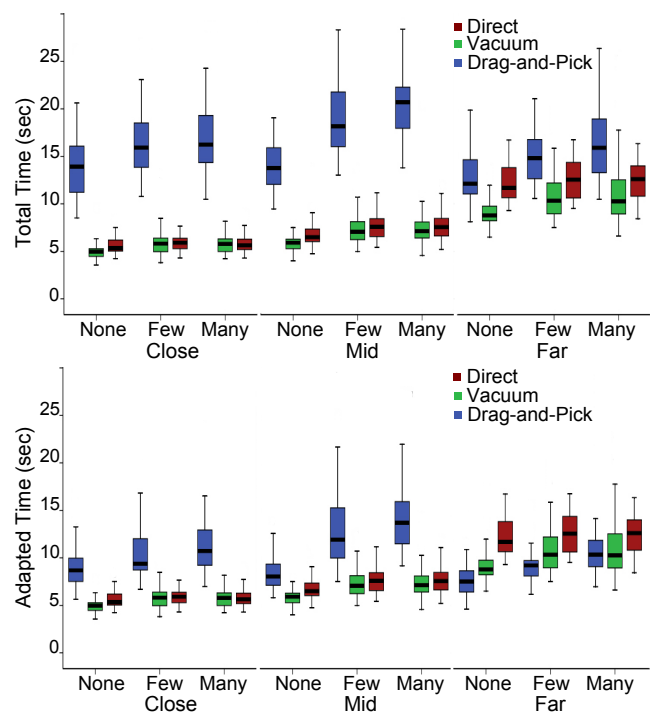 Direct
Vacuum
Drag-and-Pick
Total Time (sec)
30
25
20
15
10
5
0
None Few Many None Few Many None Few Many
Close Mid Far
Direct
Vacuum
Drag-and-Pick
Adapted Time (sec)
30
25
20
15
10
5
0
None Few Many None Few Many None Few Many
Close Mid Far